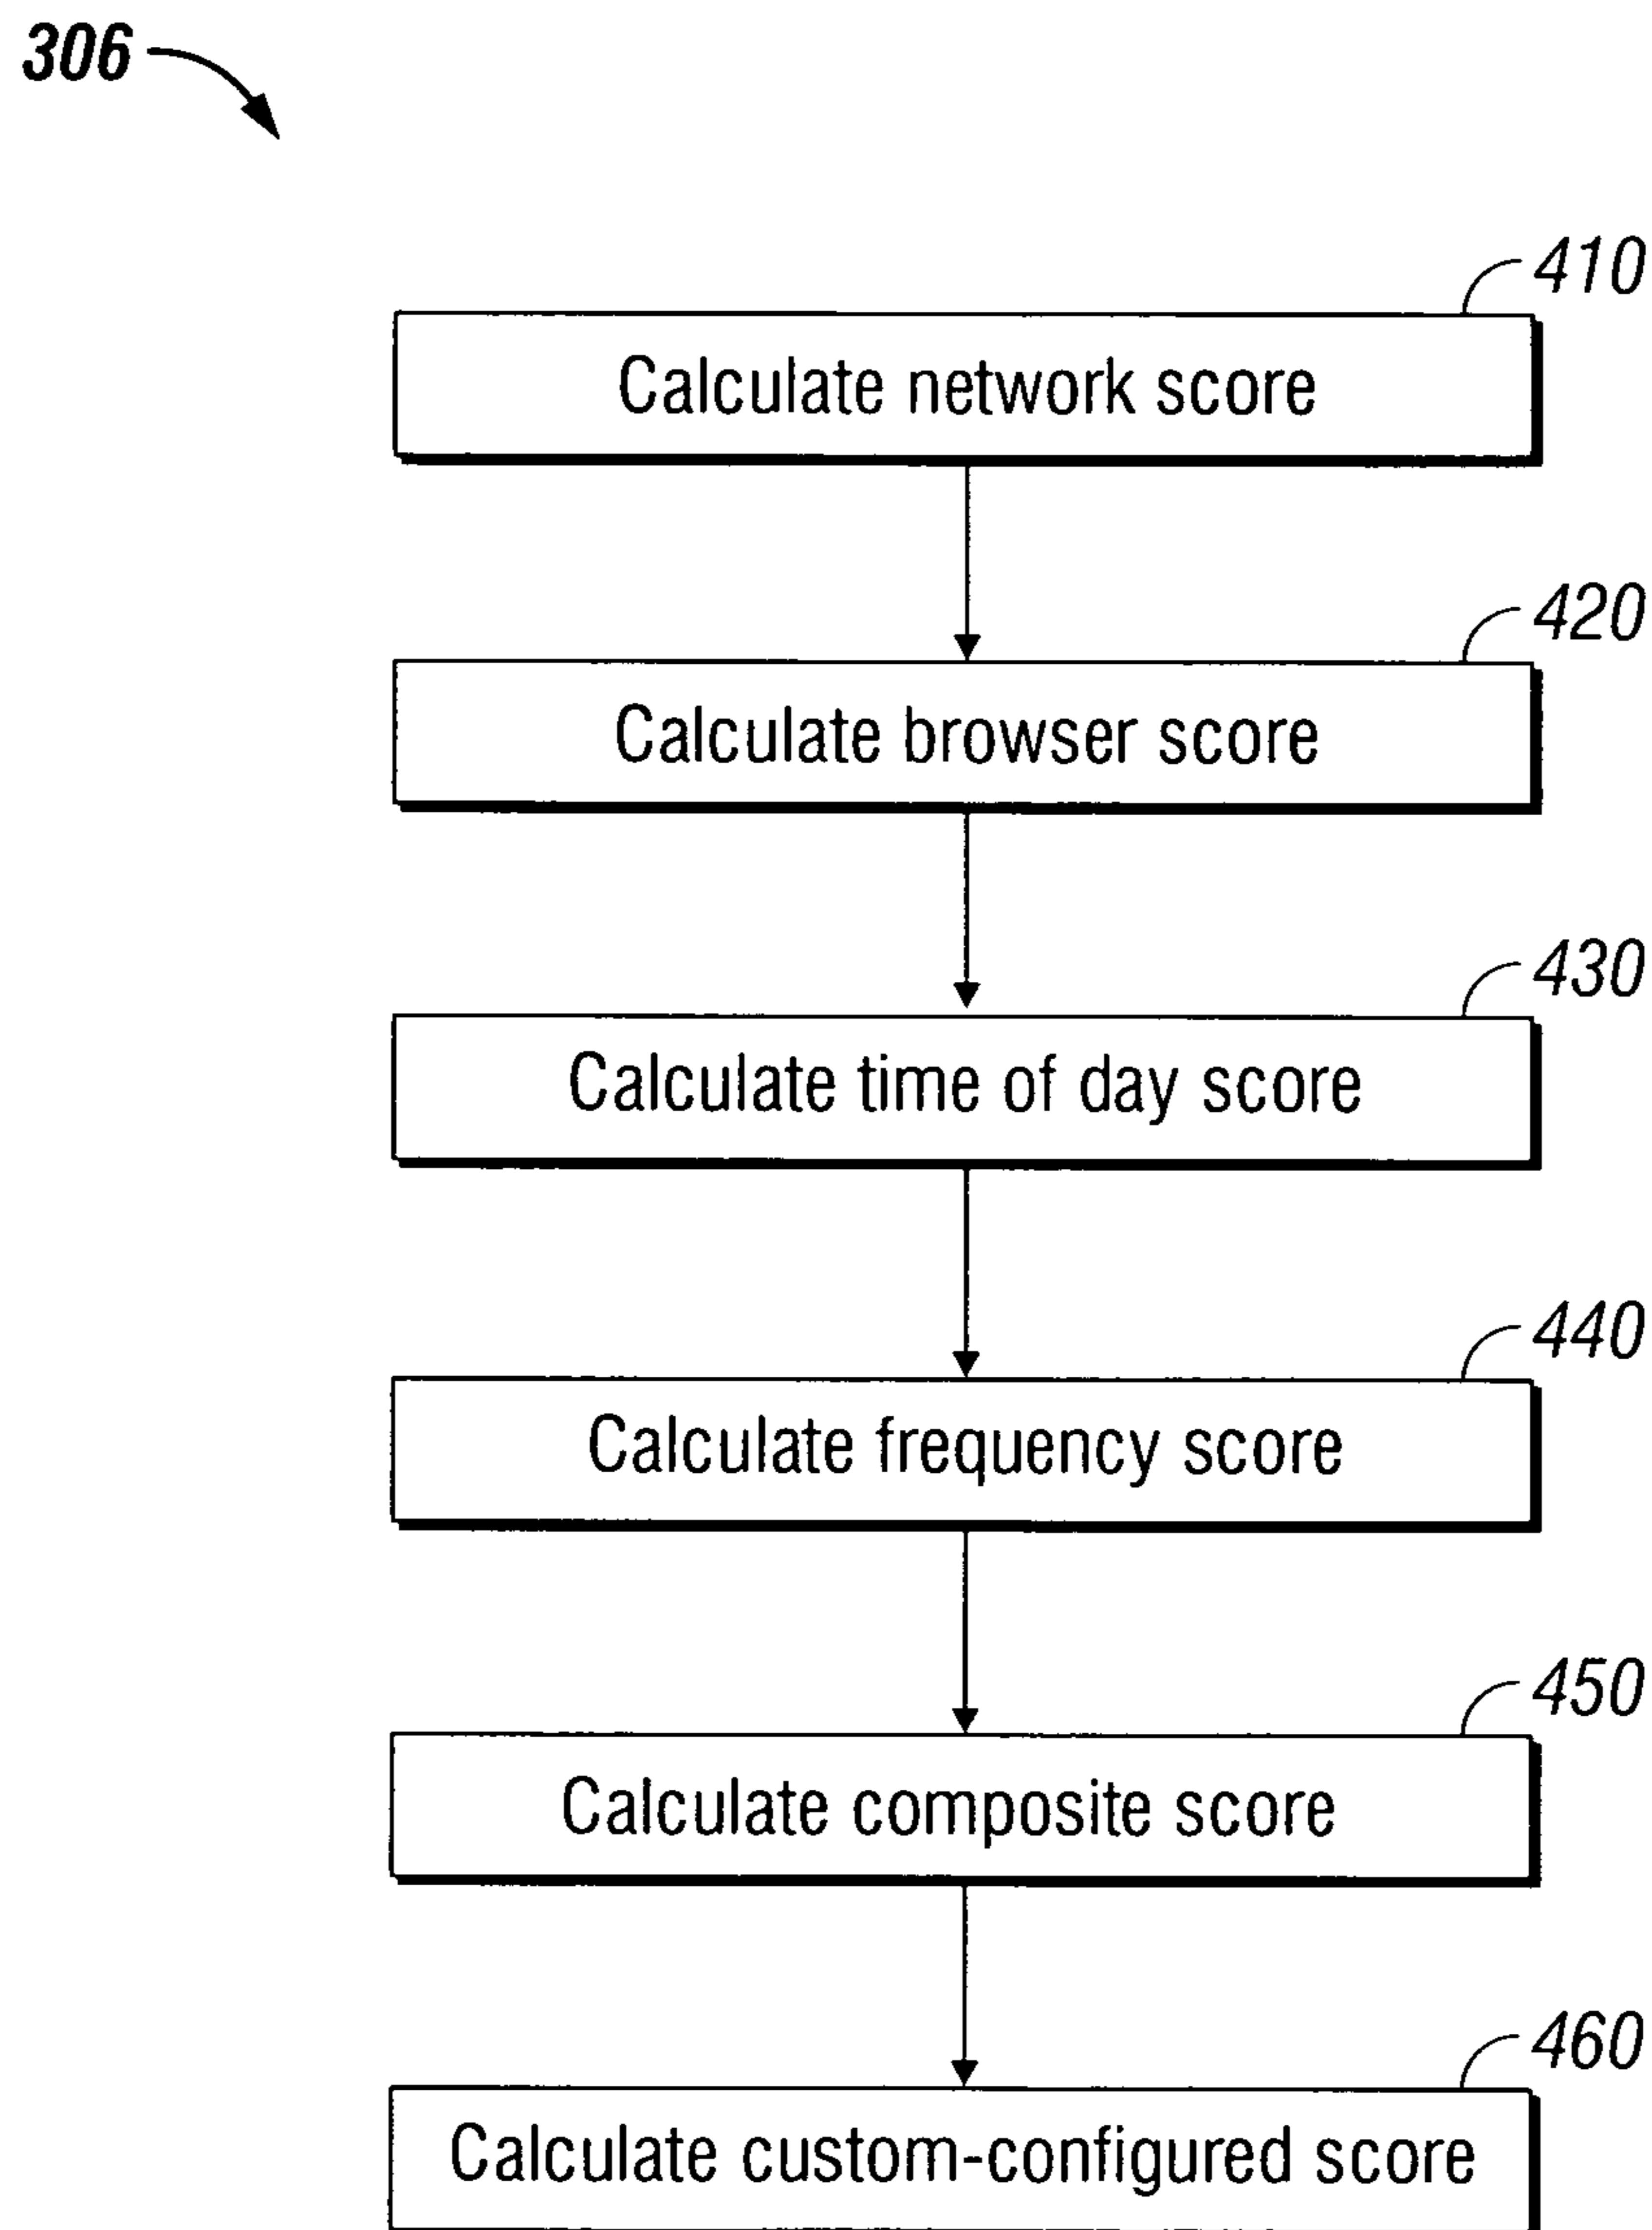 306
410
Calculate network score
420
Calculate browser score
430
Calculate time of day score
440
Calculate frequency score
450
Calculate composite score
460
Calculate custom-configured score